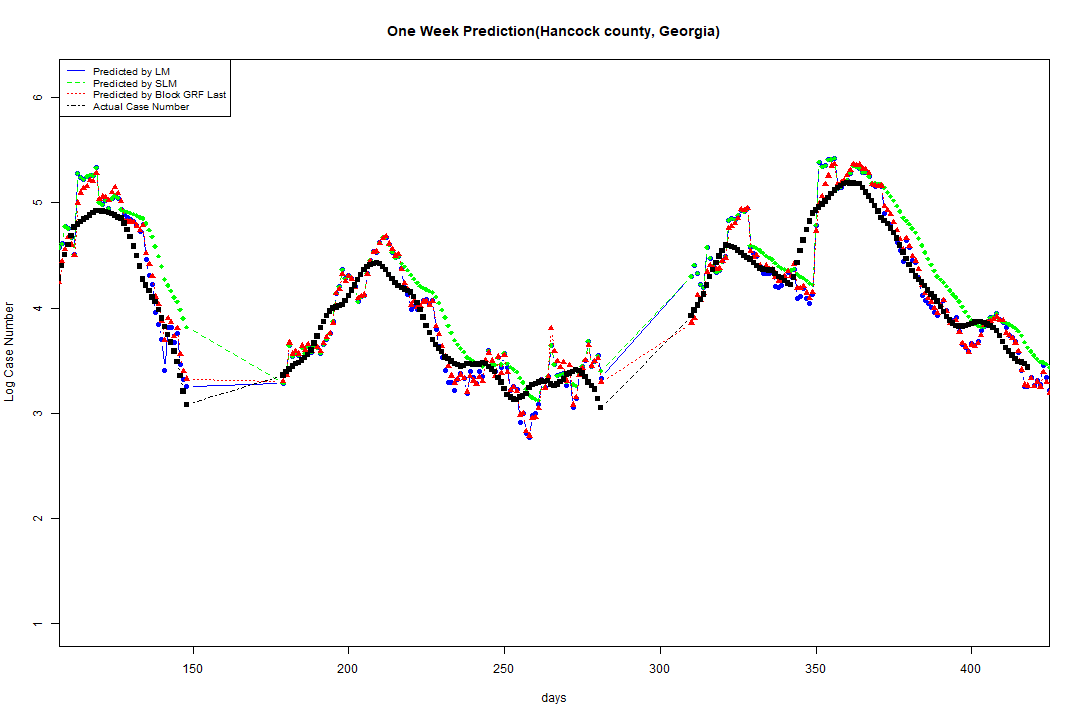 One Week Prediction(Hancock county, Georgia)
Predicted by LM
Predicted by SLM
Predicted by Block GRF Last
Actual Case Number
Log Case Number
6
5
4
3
2
1
150 200 250 300 350 400
days